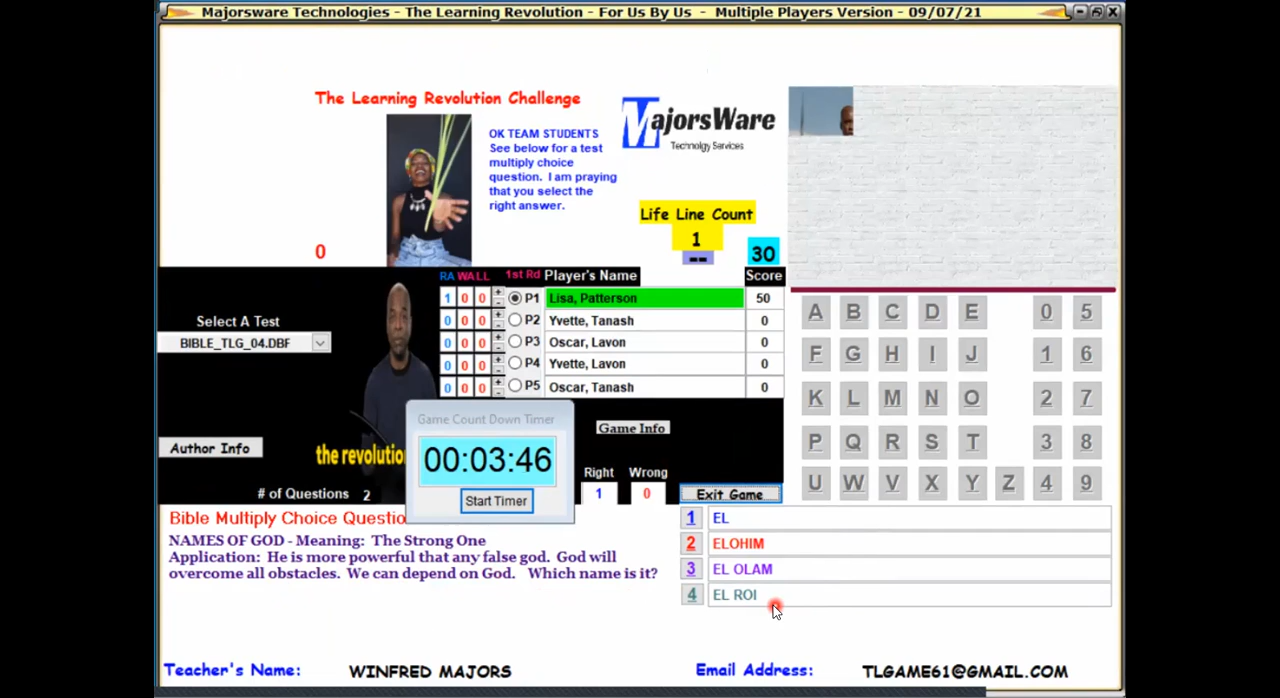 Majorsware Technologies - The Learning Revolution - For Us By Us - Multiple Players Version - 09/07/21
The Learning Revolution Challenge
OK TEAM STUDENTS
See below for a test
multiply choice
question. I am praying
that you select the
right answer.
MajorsWare
Technolgy Services
Life Line Count
1
--
0
30
RA WA LL 1st Rd Player's Name Score
1 0 0 + - P1 Lisa, Patterson 50
0 0 0 + - P2 Yvette, Tanash 0
0 0 0 + - P3 Oscar, Lavon 0
0 0 0 + - P4 Yvette, Lavon 0
0 0 0 + - P5 Oscar, Tanash 0
Select A Test
BIBLE_TLG_04.DBF
Author Info
the revolutio
# of Questions 2
Game Count Down Timer
00:03:46
Start Timer
Game Info
Right Wrong
1 0
Exit Game
A B C D E 0 5
F G H I J 1 6
K L M N O 2 7
P Q R S T 3 8
U V W X Y Z 4 9
Bible Multiply Choice Questio
NAMES OF GOD - Meaning: The Strong One
Application: He is more powerful that any false god. God will
overcome all obstacles. We can depend on God. Which name is it?
1 EL
2 ELOHIM
3 EL OLAM
4 EL ROI
Teacher's Name: WINFRED MAJORS
Email Address: TLGAME61@GMAIL.COM